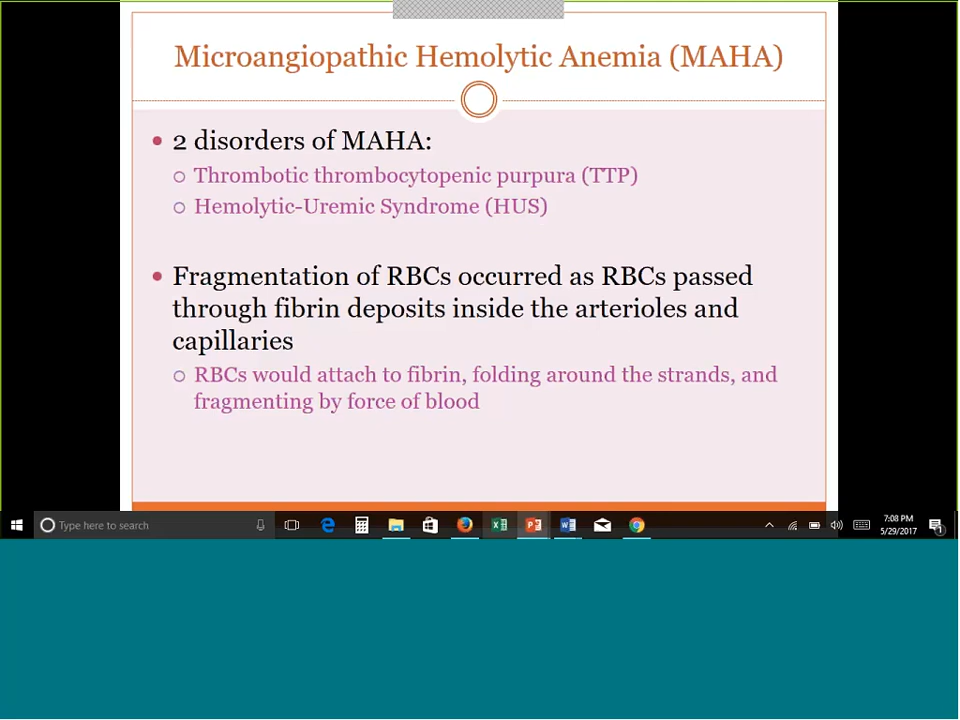 Microangiopathic Hemolytic Anemia (MAHA)
2 disorders of MAHA:
Thrombotic thrombocytopenic purpura (TTP)
Hemolytic-Uremic Syndrome (HUS)
Fragmentation of RBCs occurred as RBCs passed
through fibrin deposits inside the arterioles and
capillaries
RBCs would attach to fibrin, folding around the strands, and
fragmenting by force of blood
Type here to search
7:08 PM
5/29/2017